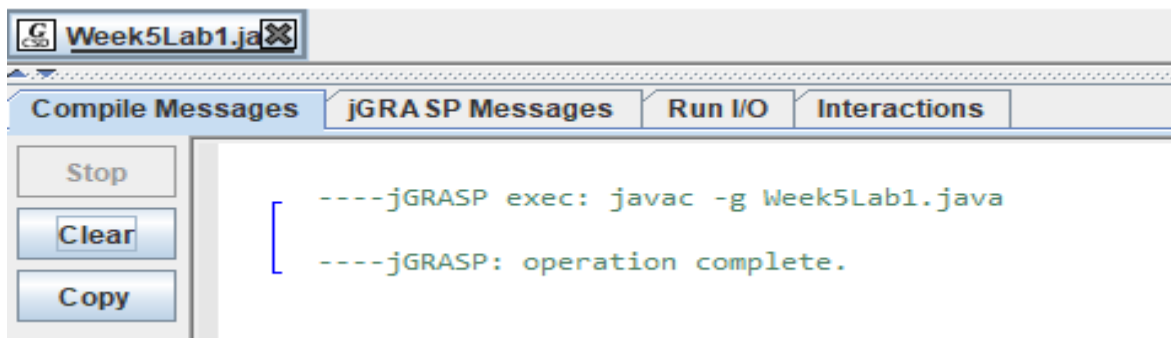 G
CSD
Week5Lab1.ja
Compile Messages jGRASP Messages Run I/O Interactions
Stop
Clear
Copy
----jGRASP exec: javac -g Week5Lab1.java
----jGRASP: operation complete.